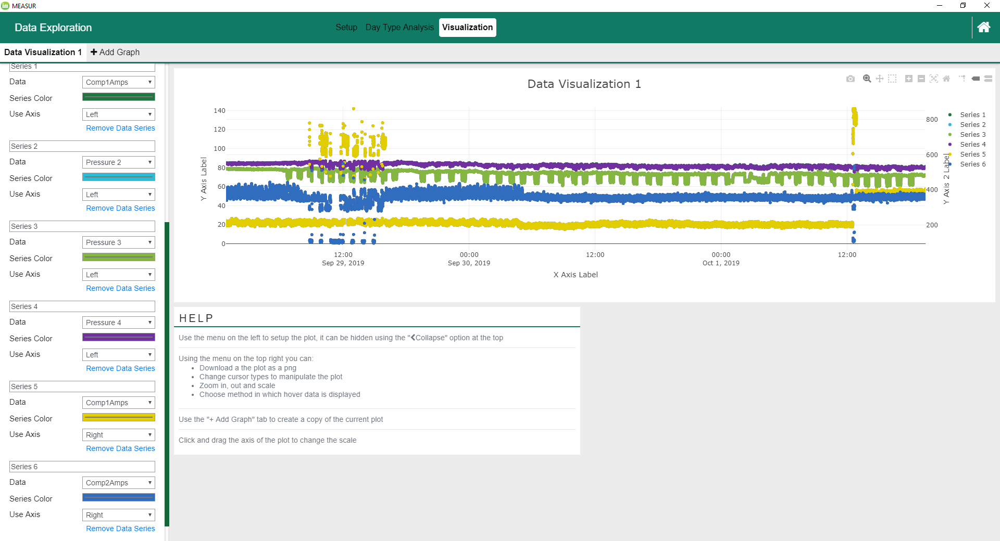 MEASUR
Data Exploration
Setup
Day Type Analysis
Visualization
Data Visualization 1
Add Graph
Series 1
Data
Comp1Amps
Series Color
Use Axis
Left
Remove Data Series
Series 2
Data
Pressure 2
Series Color
Use Axis
Left
Remove Data Series
Series 3
Data
Pressure 3
Series Color
Use Axis
Left
Remove Data Series
Series 4
Data
Pressure 4
Series Color
Use Axis
Left
Remove Data Series
Series 5
Data
Comp1Amps
Series Color
Use Axis
Right
Remove Data Series
Series 6
Data
Comp2Amps
Series Color
Use Axis
Right
Remove Data Series
Data Visualization 1
Y Axis Label
140
120
100
80
60
40
20
0
12:00
Sep 29, 2019
00:00
Sep 30, 2019
12:00
00:00
Oct 1, 2019
12:00
X Axis Label
800
600
400
200
Y Axis 2 Label
Series 1
Series 2
Series 3
Series 4
Series 5
Series 6
HELP
Use the menu on the left to setup the plot, it can be hidden using the "Collapse" option at the top
Using the menu on the top right you can:
Download a the plot as a png
Change cursor types to manipulate the plot
Zoom in, out and scale
Choose method in which hover data is displayed
Use the "+ Add Graph" tab to create a copy of the current plot
Click and drag the axis of the plot to change the scale